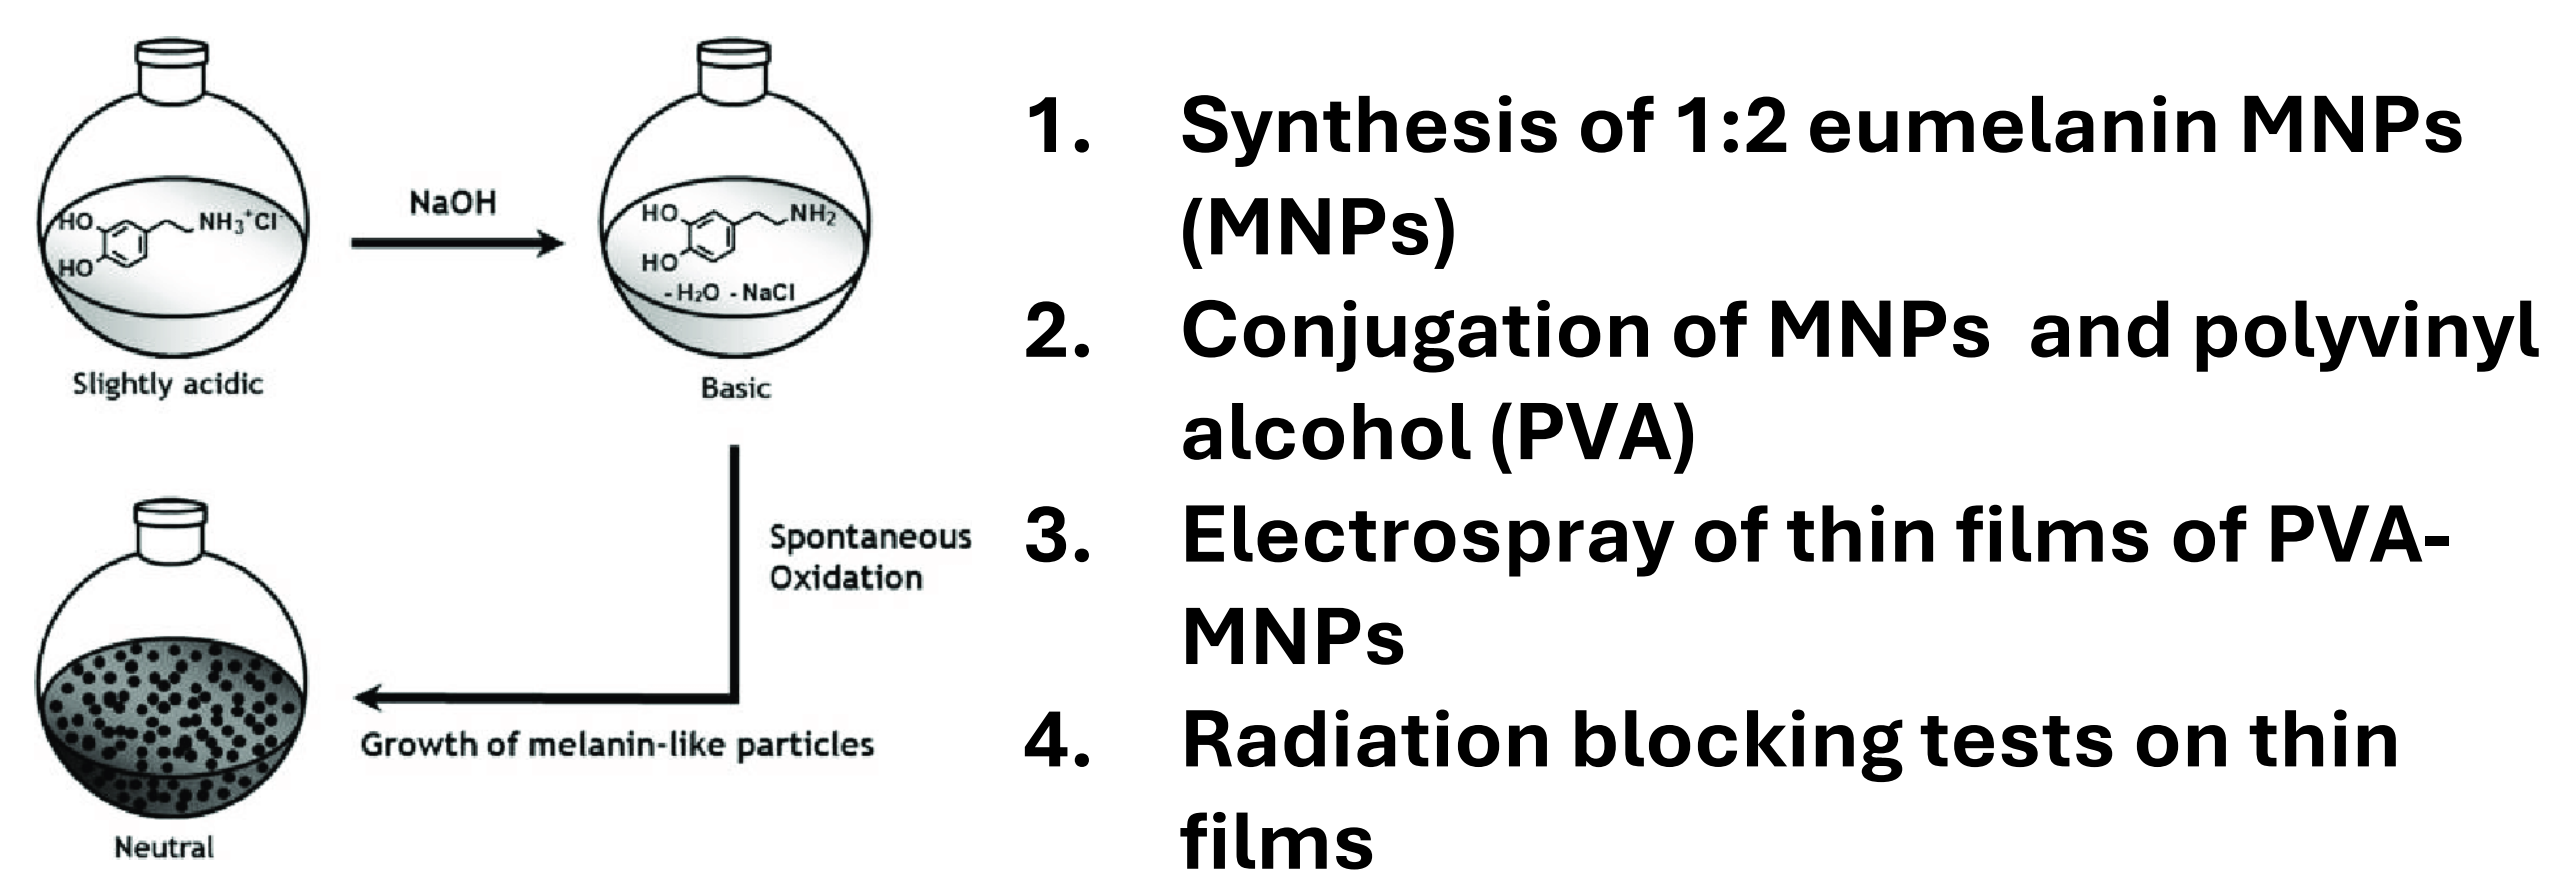 HO
HO
NH3+Cl-
Slightly acidic
NaOH
HO
HO
NH2
-H2O -NaCl
Basic
Spontaneous
Oxidation
Growth of melanin-like particles
Neutral
1. Synthesis of 1:2 eumelanin MNPs
(MNPs)
2. Conjugation of MNPs and polyvinyl
alcohol (PVA)
3. Electrospray of thin films of PVA-
MNPs
4. Radiation blocking tests on thin
films